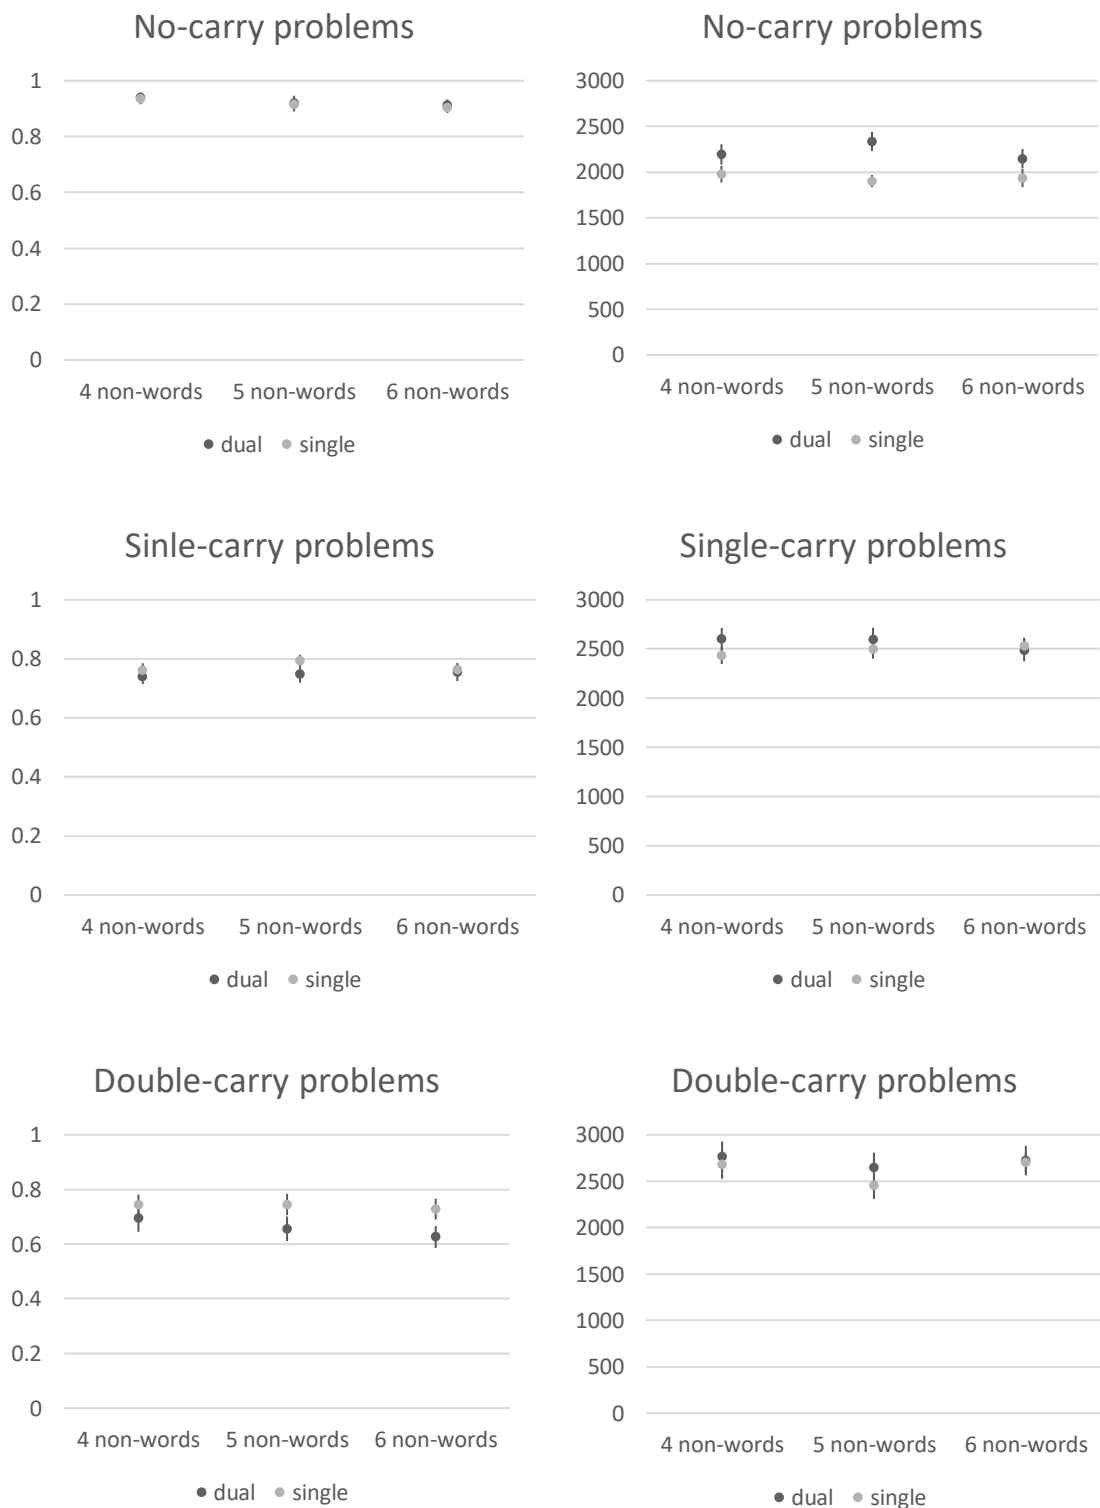 No-carry problems
1
0.8
0.6
0.4
0.2
0
4 non-words 5 non-words 6 non-words
dual single
No-carry problems
3000
2500
2000
1500
1000
500
0
4 non-words 5 non-words 6 non-words
dual single
Sinle-carry problems
1
0.8
0.6
0.4
0.2
0
4 non-words 5 non-words 6 non-words
dual single
Single-carry problems
3000
2500
2000
1500
1000
500
0
4 non-words 5 non-words 6 non-words
dual single
Double-carry problems
1
0.8
0.6
0.4
0.2
0
4 non-words 5 non-words 6 non-words
dual single
Double-carry problems
3000
2500
2000
1500
1000
500
0
4 non-words 5 non-words 6 non-words
dual single